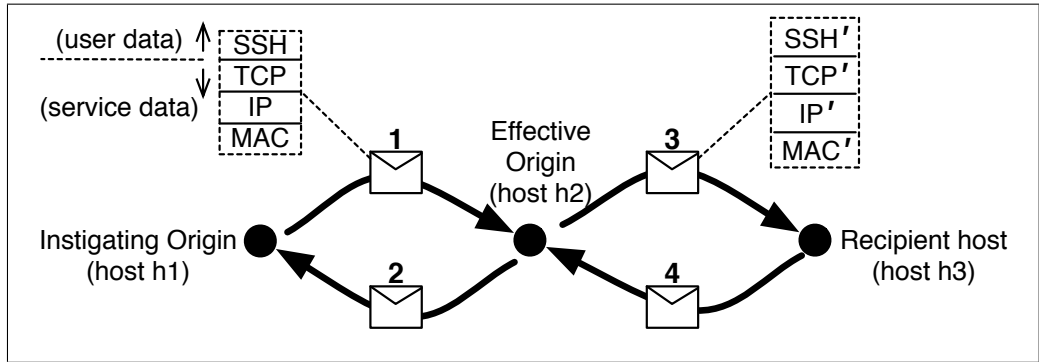 (user data)
(service data)
SSH
TCP
IP
MAC
1
Effective
Origin
(host h2)
3
SSH′
TCP′
IP′
MAC′
Instigating Origin
(host h1)
2
4
Recipient host
(host h3)